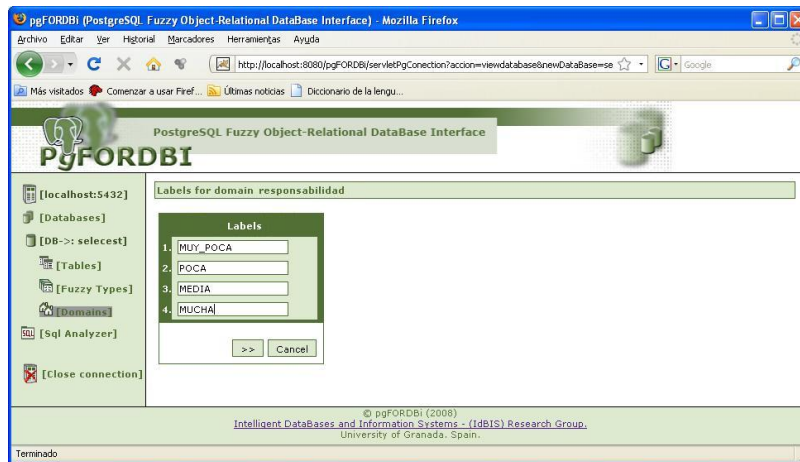 pgFORDBi (PostgreSQL Fuzzy Object-Relational DataBase Interface) - Mozilla Firefox
Archivo Editar Ver Historial Marcadores Herramientas Ayuda
http://localhost:8080/pgFORDBi/servletPgConection?accion=viewdatabase&newDataBase=se
G Google
Más visitados Comenzar a usar Firef... Últimas noticias Diccionario de la lengu...
PostgreSQL Fuzzy Object-Relational DataBase Interface
PgFORDBI
[localhost:5432]
[Databases]
[DB->: selecest]
[Tables]
[Fuzzy Types]
[Domains]
SQL [Sql Analyzer]
[Close connection]
Labels for domain responsabilidad
Labels
1. MUY_POCA
2. POCA
3. MEDIA
4. MUCHA
>> Cancel
© pgFORDBi (2008)
Intelligent DataBases and Information Systems - (IdBIS) Research Group.
University of Granada. Spain.
Terminado